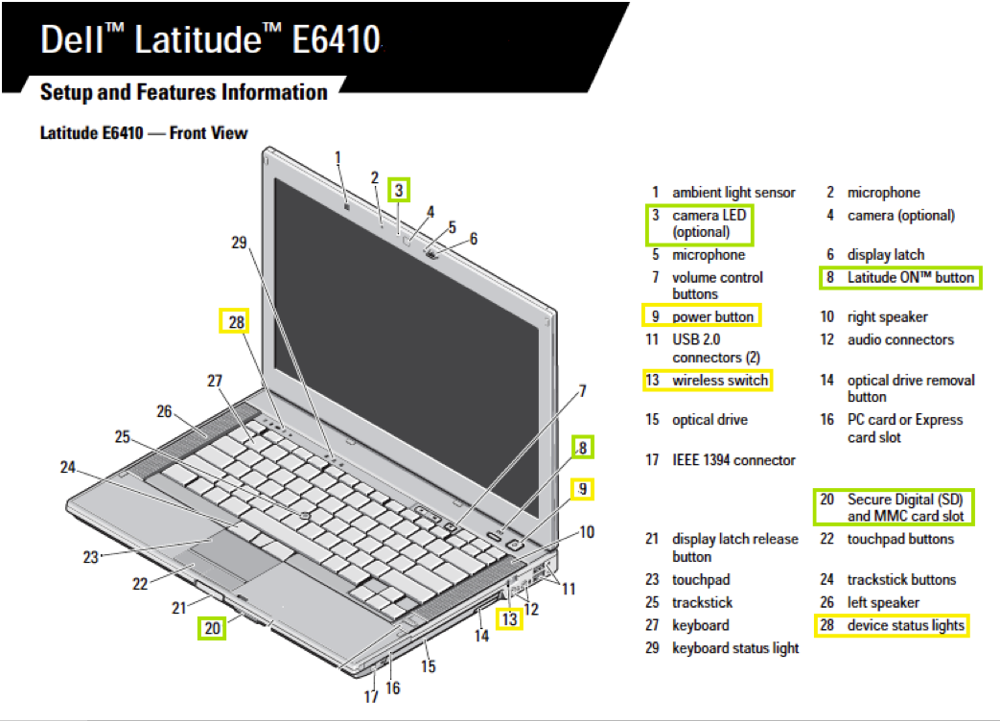 Dell™ Latitude™ E6410
Setup and Features Information
Latitude E6410 — Front View
1
2
3
4
5
6
29
28
27
26
25
24
23
22
21
20
7
8
9
10
11
12
13
14
15
16
17
1 ambient light sensor 2 microphone
3 camera LED 4 camera (optional)
(optional)
5 microphone 6 display latch
7 volume control 8 Latitude ON™ button
buttons
9 power button 10 right speaker
11 USB 2.0 12 audio connectors
connectors (2)
13 wireless switch 14 optical drive removal
button
15 optical drive 16 PC card or Express
card slot
17 IEEE 1394 connector
20 Secure Digital (SD)
and MMC card slot
21 display latch release 22 touchpad buttons
button
23 touchpad 24 trackstick buttons
25 trackstick 26 left speaker
27 keyboard 28 device status lights
29 keyboard status light